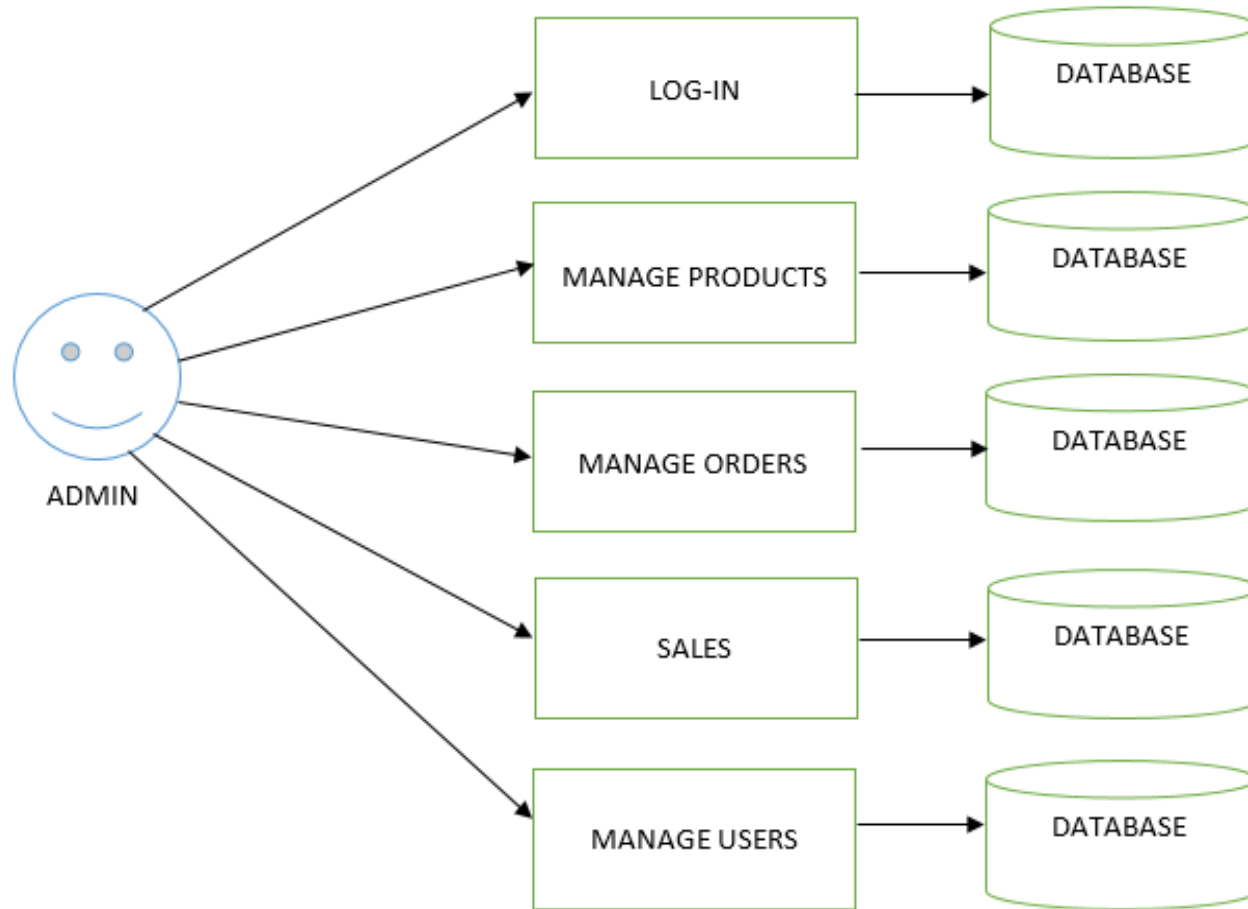 LOG-IN
DATABASE
MANAGE PRODUCTS
DATABASE
MANAGE ORDERS
DATABASE
ADMIN
SALES
DATABASE
MANAGE USERS
DATABASE